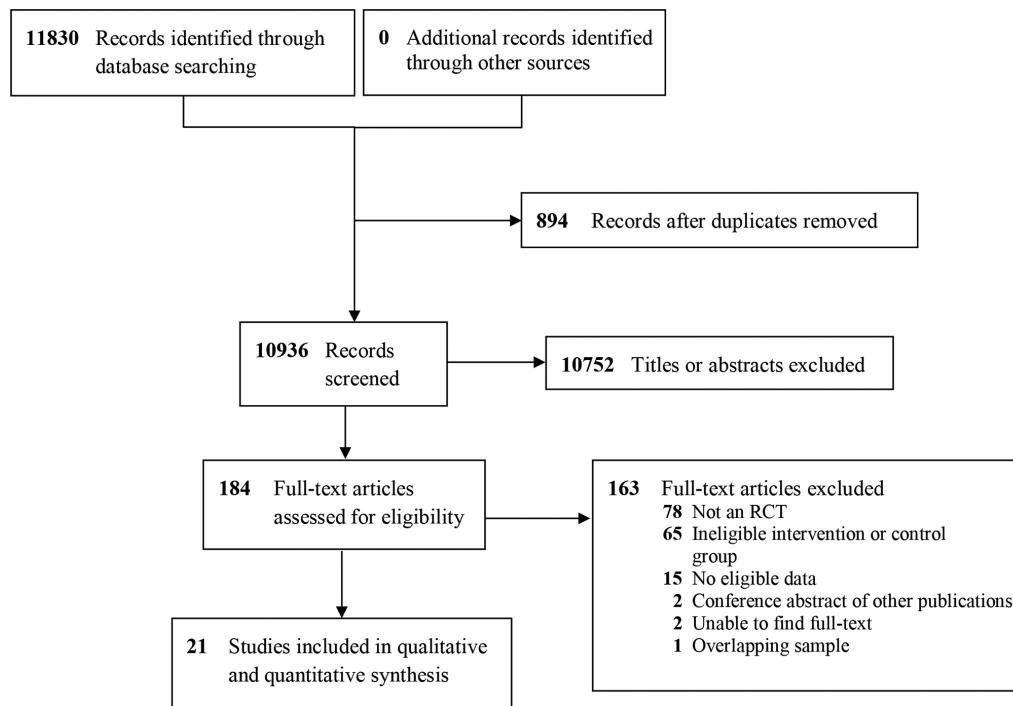 11830 Records identified through
database searching
0 Additional records identified
through other sources
894 Records after duplicates removed
10936 Records
screened
10752 Titles or abstracts excluded
184 Full-text articles
assessed for eligibility
163 Full-text articles excluded
78 Not an RCT
65 Ineligible intervention or control
group
15 No eligible data
2 Conference abstract of other publications
2 Unable to find full-text
1 Overlapping sample
21 Studies included in qualitative
and quantitative synthesis